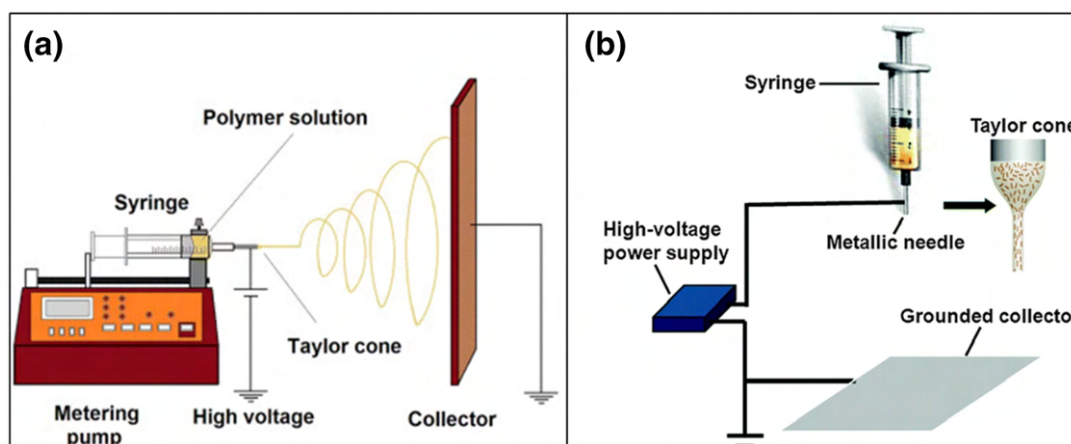 (a)
Polymer solution
Syringe
Taylor cone
Metering
pump
High voltage
Collector
(b)
Syringe
Taylor cone
High-voltage
power supply
Metallic needle
Grounded collecto